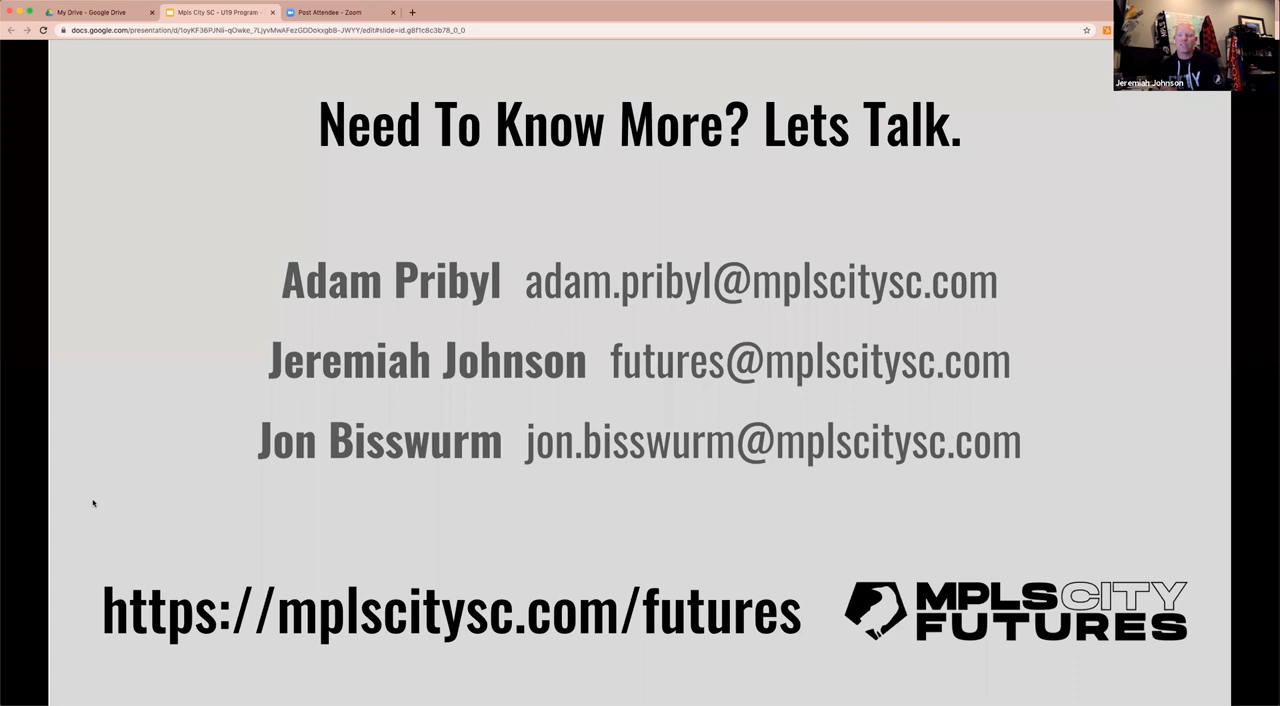 My Drive - Google Drive
Mpls City SC - U19 Program -
Post Attendee - Zoom
Jeremiah Johnson
Need To Know More? Lets Talk.
Adam Pribyl adam.pribyl@mplscitysc.com
Jeremiah Johnson futures@mplscitysc.com
Jon Bisswurm jon.bisswurm@mplscitysc.com
https://mplscitysc.com/futures
MPLSCITY
FUTURES